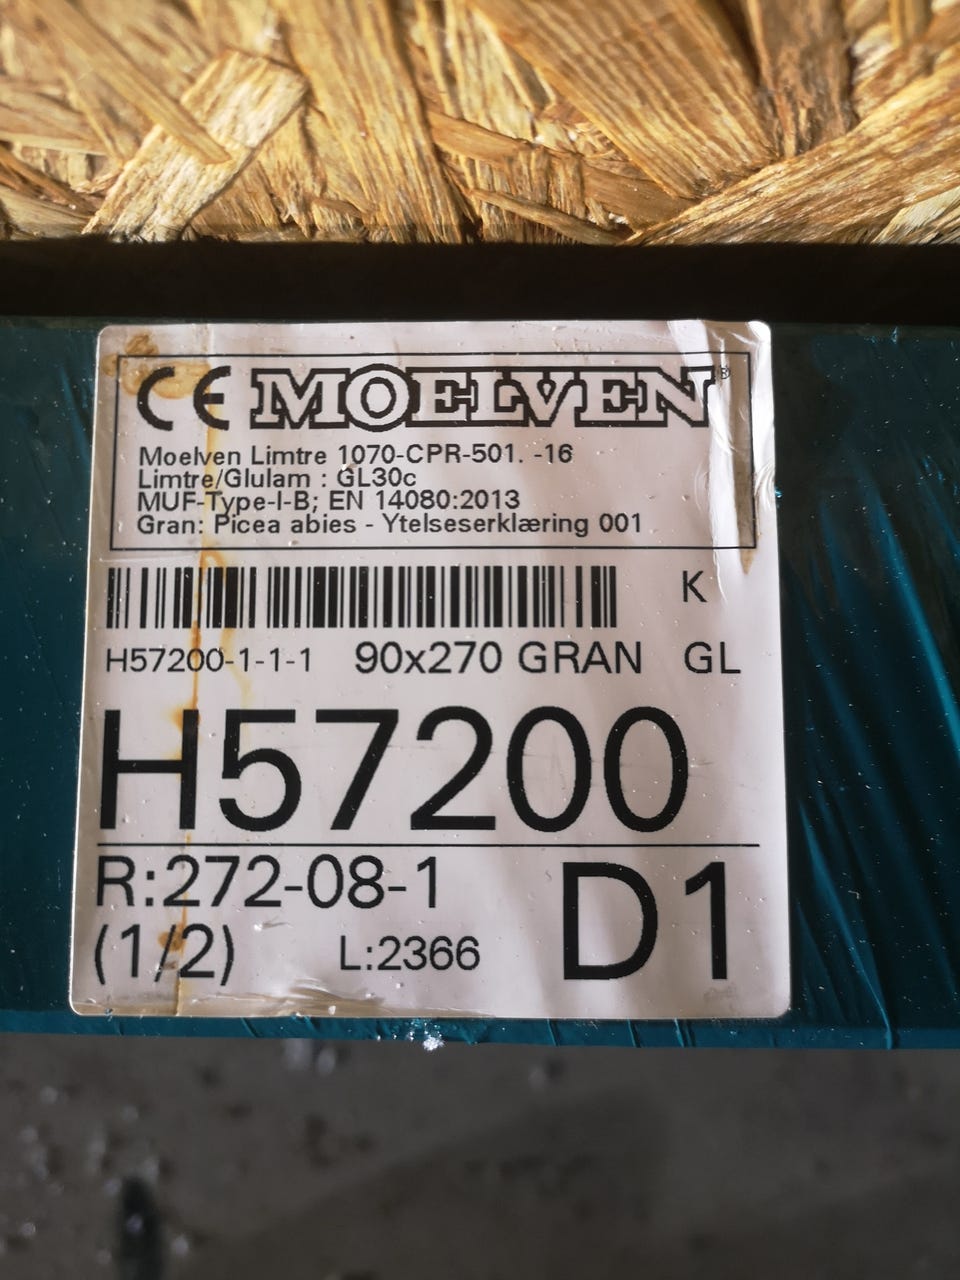 CE MOELVEN®
Moelven Limtre 1070-CPR-501. -16
Limtre/Glulam : GL30c
MUF-Type-I-B; EN 14080:2013
Gran: Picea abies - Ytelseserklæring 001
K
H57200-1-1-1 90x270 GRAN GL
H57200
R:272-08-1 D1
(1/2) L:2366